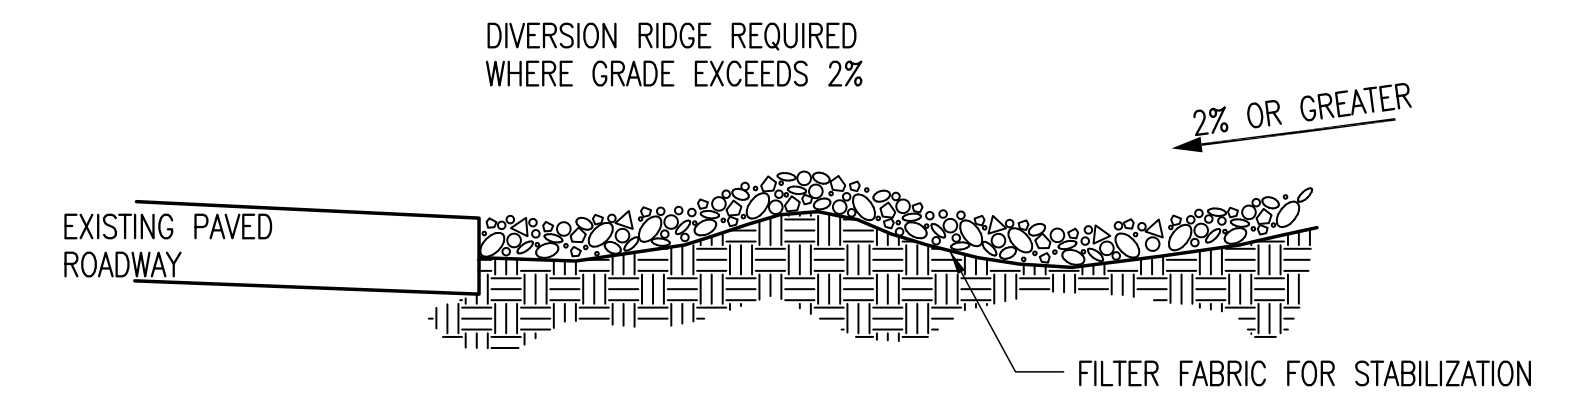 DIVERSION RIDGE REQUIRED
WHERE GRADE EXCEEDS 2%
2% OR GREATER
EXISTING PAVED
ROADWAY
FILTER FABRIC FOR STABILIZATION